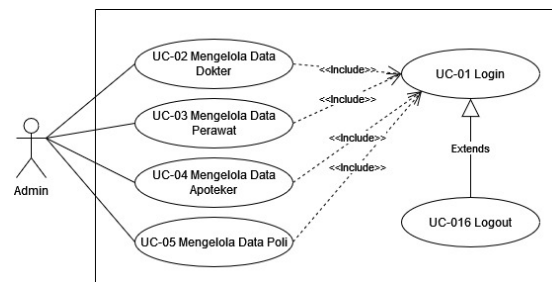 UC-02 Mengelola Data
Dokter
<<Include>>
UC-01 Login
UC-03 Mengelola Data
Perawat
<<Include>>
Admin
UC-04 Mengelola Data
Apoteker
<<Include>>
Extends
<<Include>>
UC-05 Mengelola Data Poli
UC-016 Logout